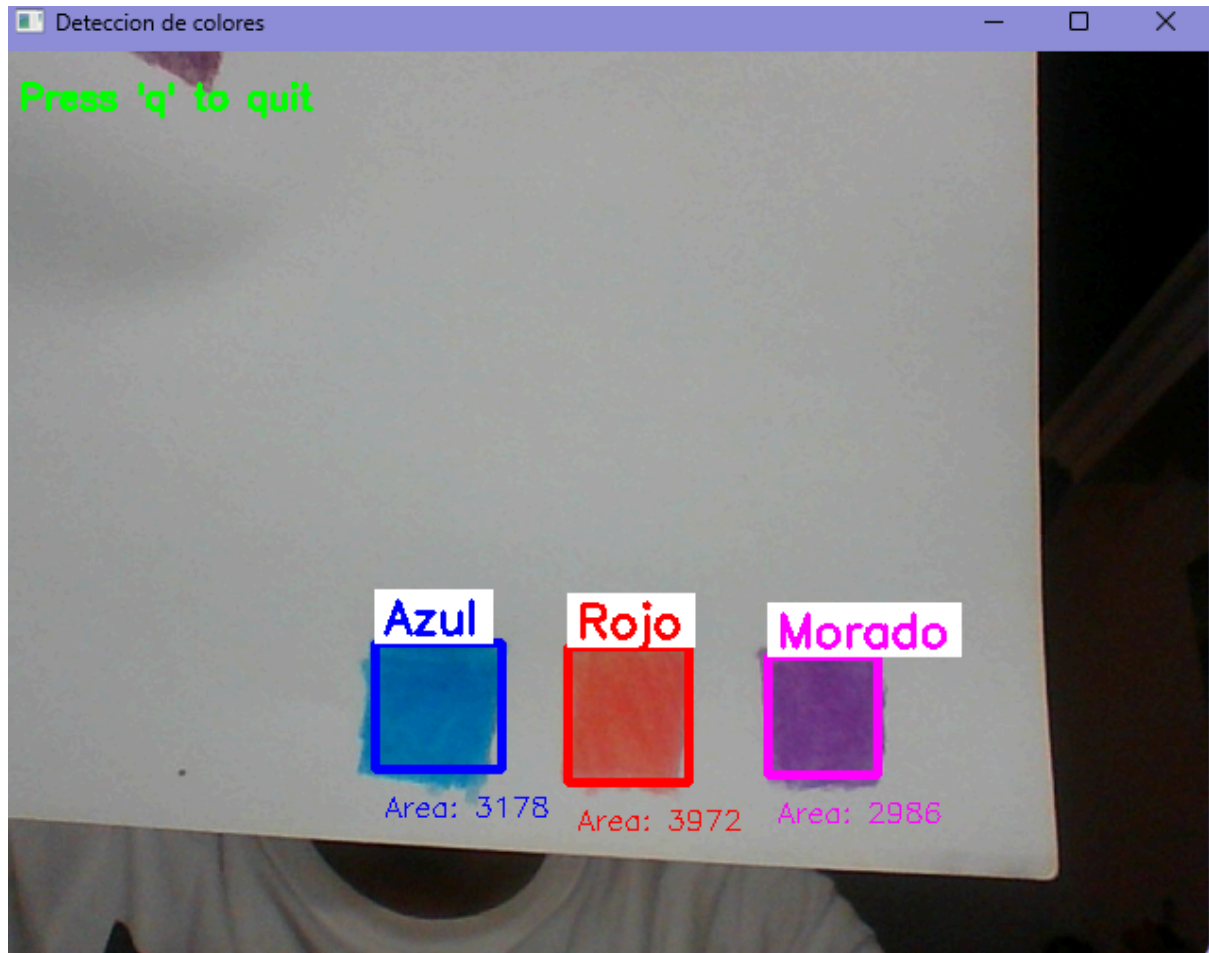 Deteccion de colores
Press 'q' to quit
Azul
Rojo
Morado
Area: 3178
Area: 3972
Area: 2986